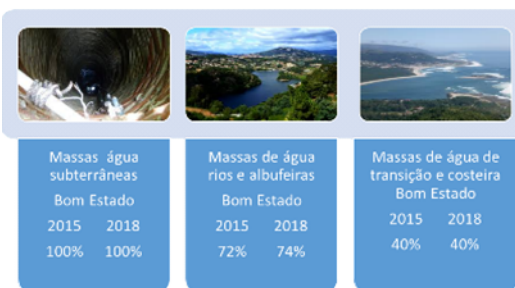 Massas água
subterrâneas
Bom Estado
2015 2018
100% 100%
Massas de água
rios e albufeiras
Bom Estado
2015 2018
72% 74%
Massas de água de
transição e costeira
Bom Estado
2015 2018
40% 40%